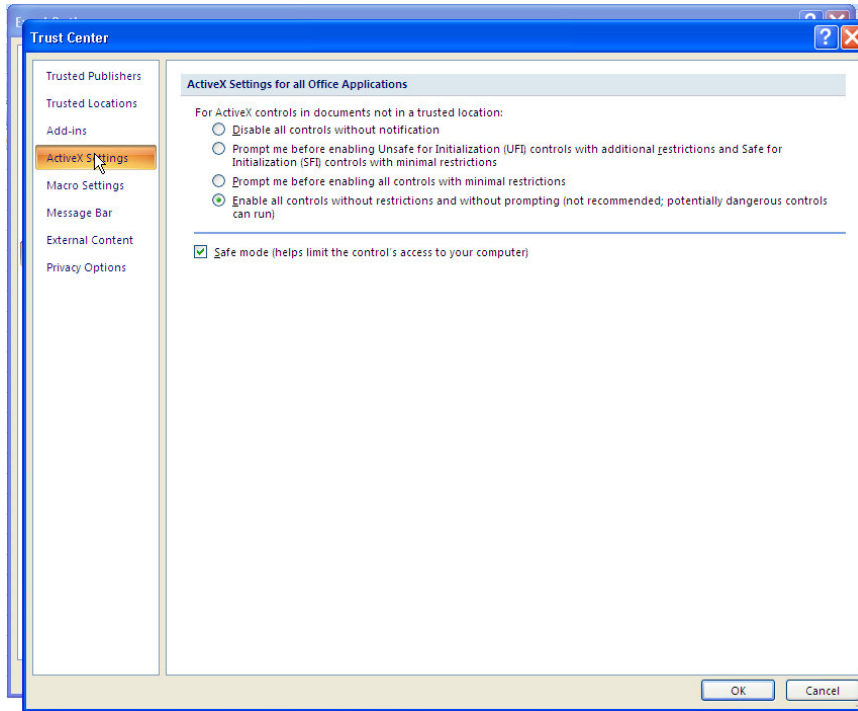 Trust Center
Trusted Publishers
Trusted Locations
Add-ins
ActiveX Settings
Macro Settings
Message Bar
External Content
Privacy Options
ActiveX Settings for all Office Applications
For ActiveX controls in documents not in a trusted location:
Disable all controls without notification
Prompt me before enabling Unsafe for Initialization (UFI) controls with additional restrictions and Safe for
Initialization (SFI) controls with minimal restrictions
Prompt me before enabling all controls with minimal restrictions
Enable all controls without restrictions and without prompting (not recommended; potentially dangerous controls
can run)
Safe mode (helps limit the control's access to your computer)
OK
Cancel